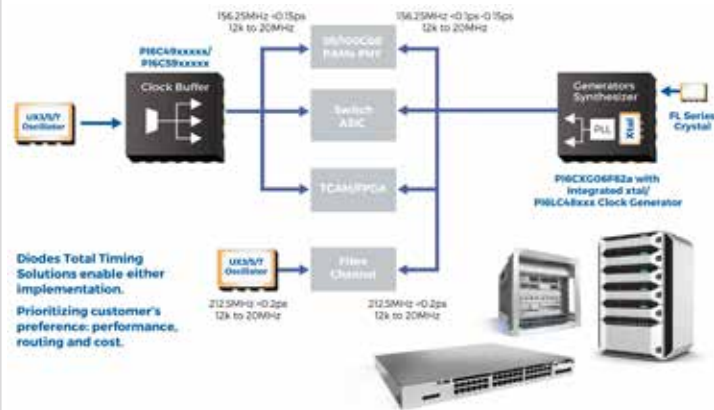 156.25MHz <0.15ps
12k to 20MHz
156.25MHz <0.1ps-0.15ps
12k to 20MHz
PI6C49xxxxx/
PI6C59xxxxx
Clock Buffer
PAM4 PHY
Generators
Synthesizer
UX3/5/7
Oscillator
Switch
ASIC
PLL
Xtal
FL Series
Crystal
TCAM/FPGA
PI6CXG06F62a with
integrated xtal/
PI6LC48xxx Clock Generator
Diodes Total Timing
Solutions enable either
implementation.
UX3/5/7
Oscillator
Fibre
Channel
Prioritizing customer's
preference: performance,
routing and cost.
212.5MHz <0.2ps
12k to 20MHz
212.5MHz <0.2ps
12k to 20MHz